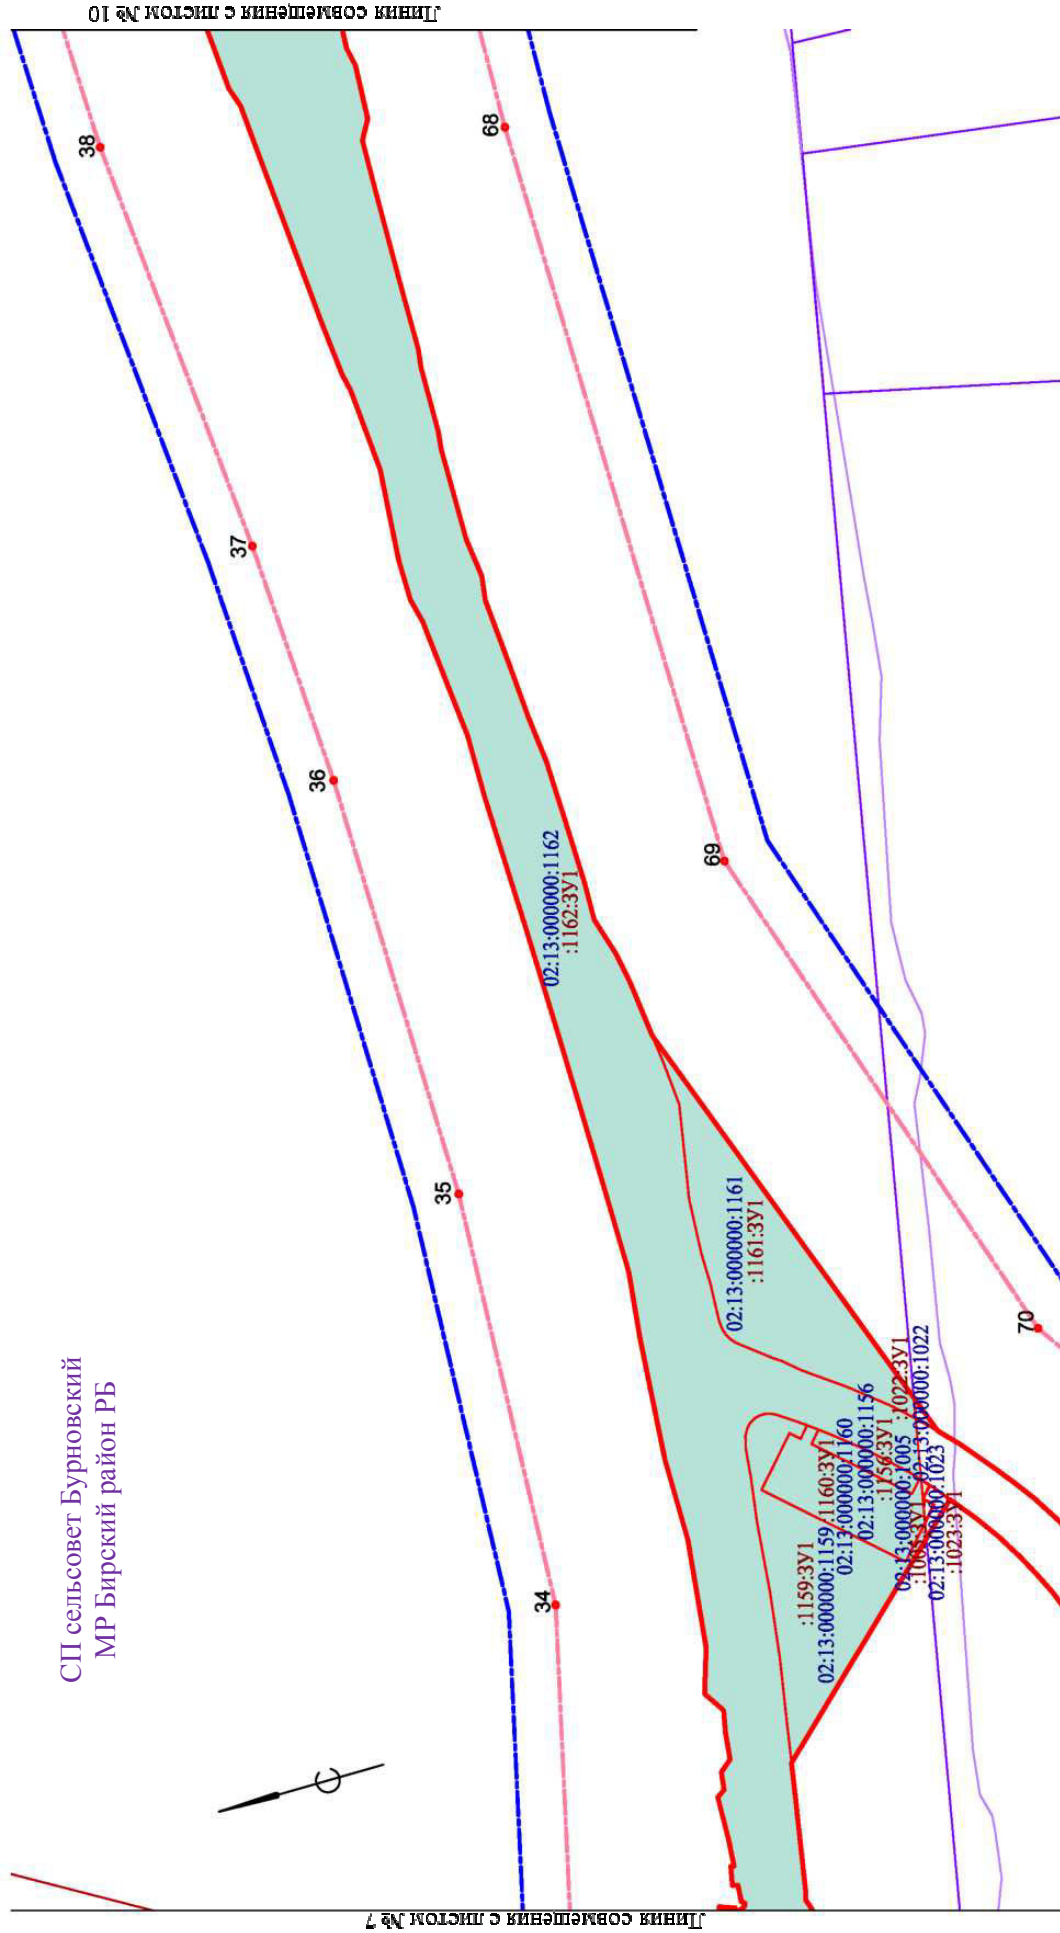 Линия совмещения с листом № 10
38
68
37
36
69
02:13:000000:1162
:1162:ЗУ1
35
02:13:000000:1161
:1161:ЗУ1
70
СП сельсовет Бурновский
МР Бирский район РБ
34
:1159:ЗУ1
02:13:000000:1159
:1160:ЗУ1
02:13:000000:1160
02:13:000000:1156
:1156:ЗУ1
:1022:ЗУ1
02:13:000000:1022
02:13:000000:1005
:1005:ЗУ1
02:13:000000:1023
:1023:ЗУ1
С
Линия совмещения с листом № 7